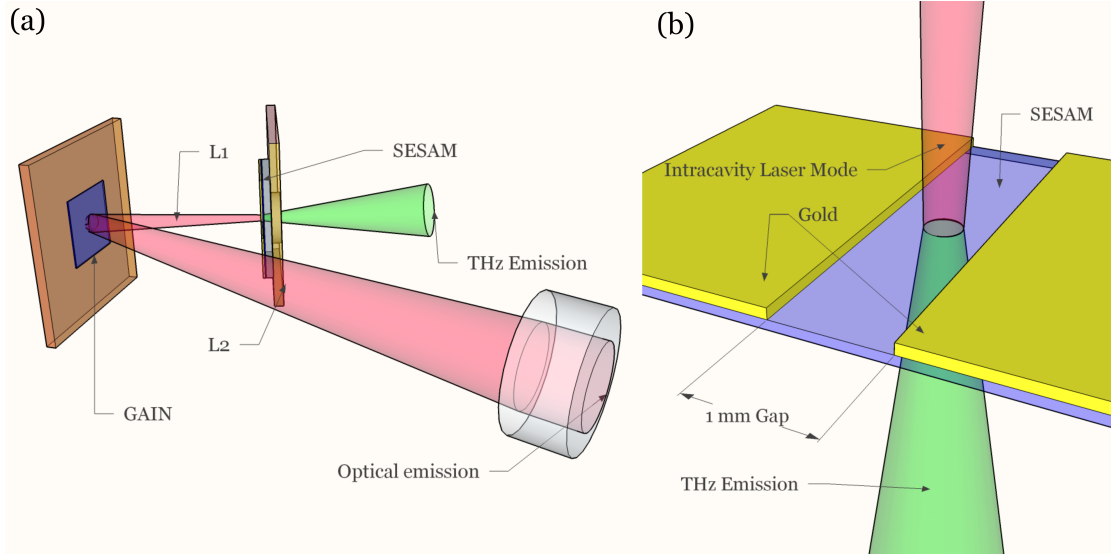 (a)
L1
SESAM
THz Emission
L2
GAIN
Optical emission
(b)
SESAM
Intracavity Laser Mode
Gold
1 mm Gap
THz Emission